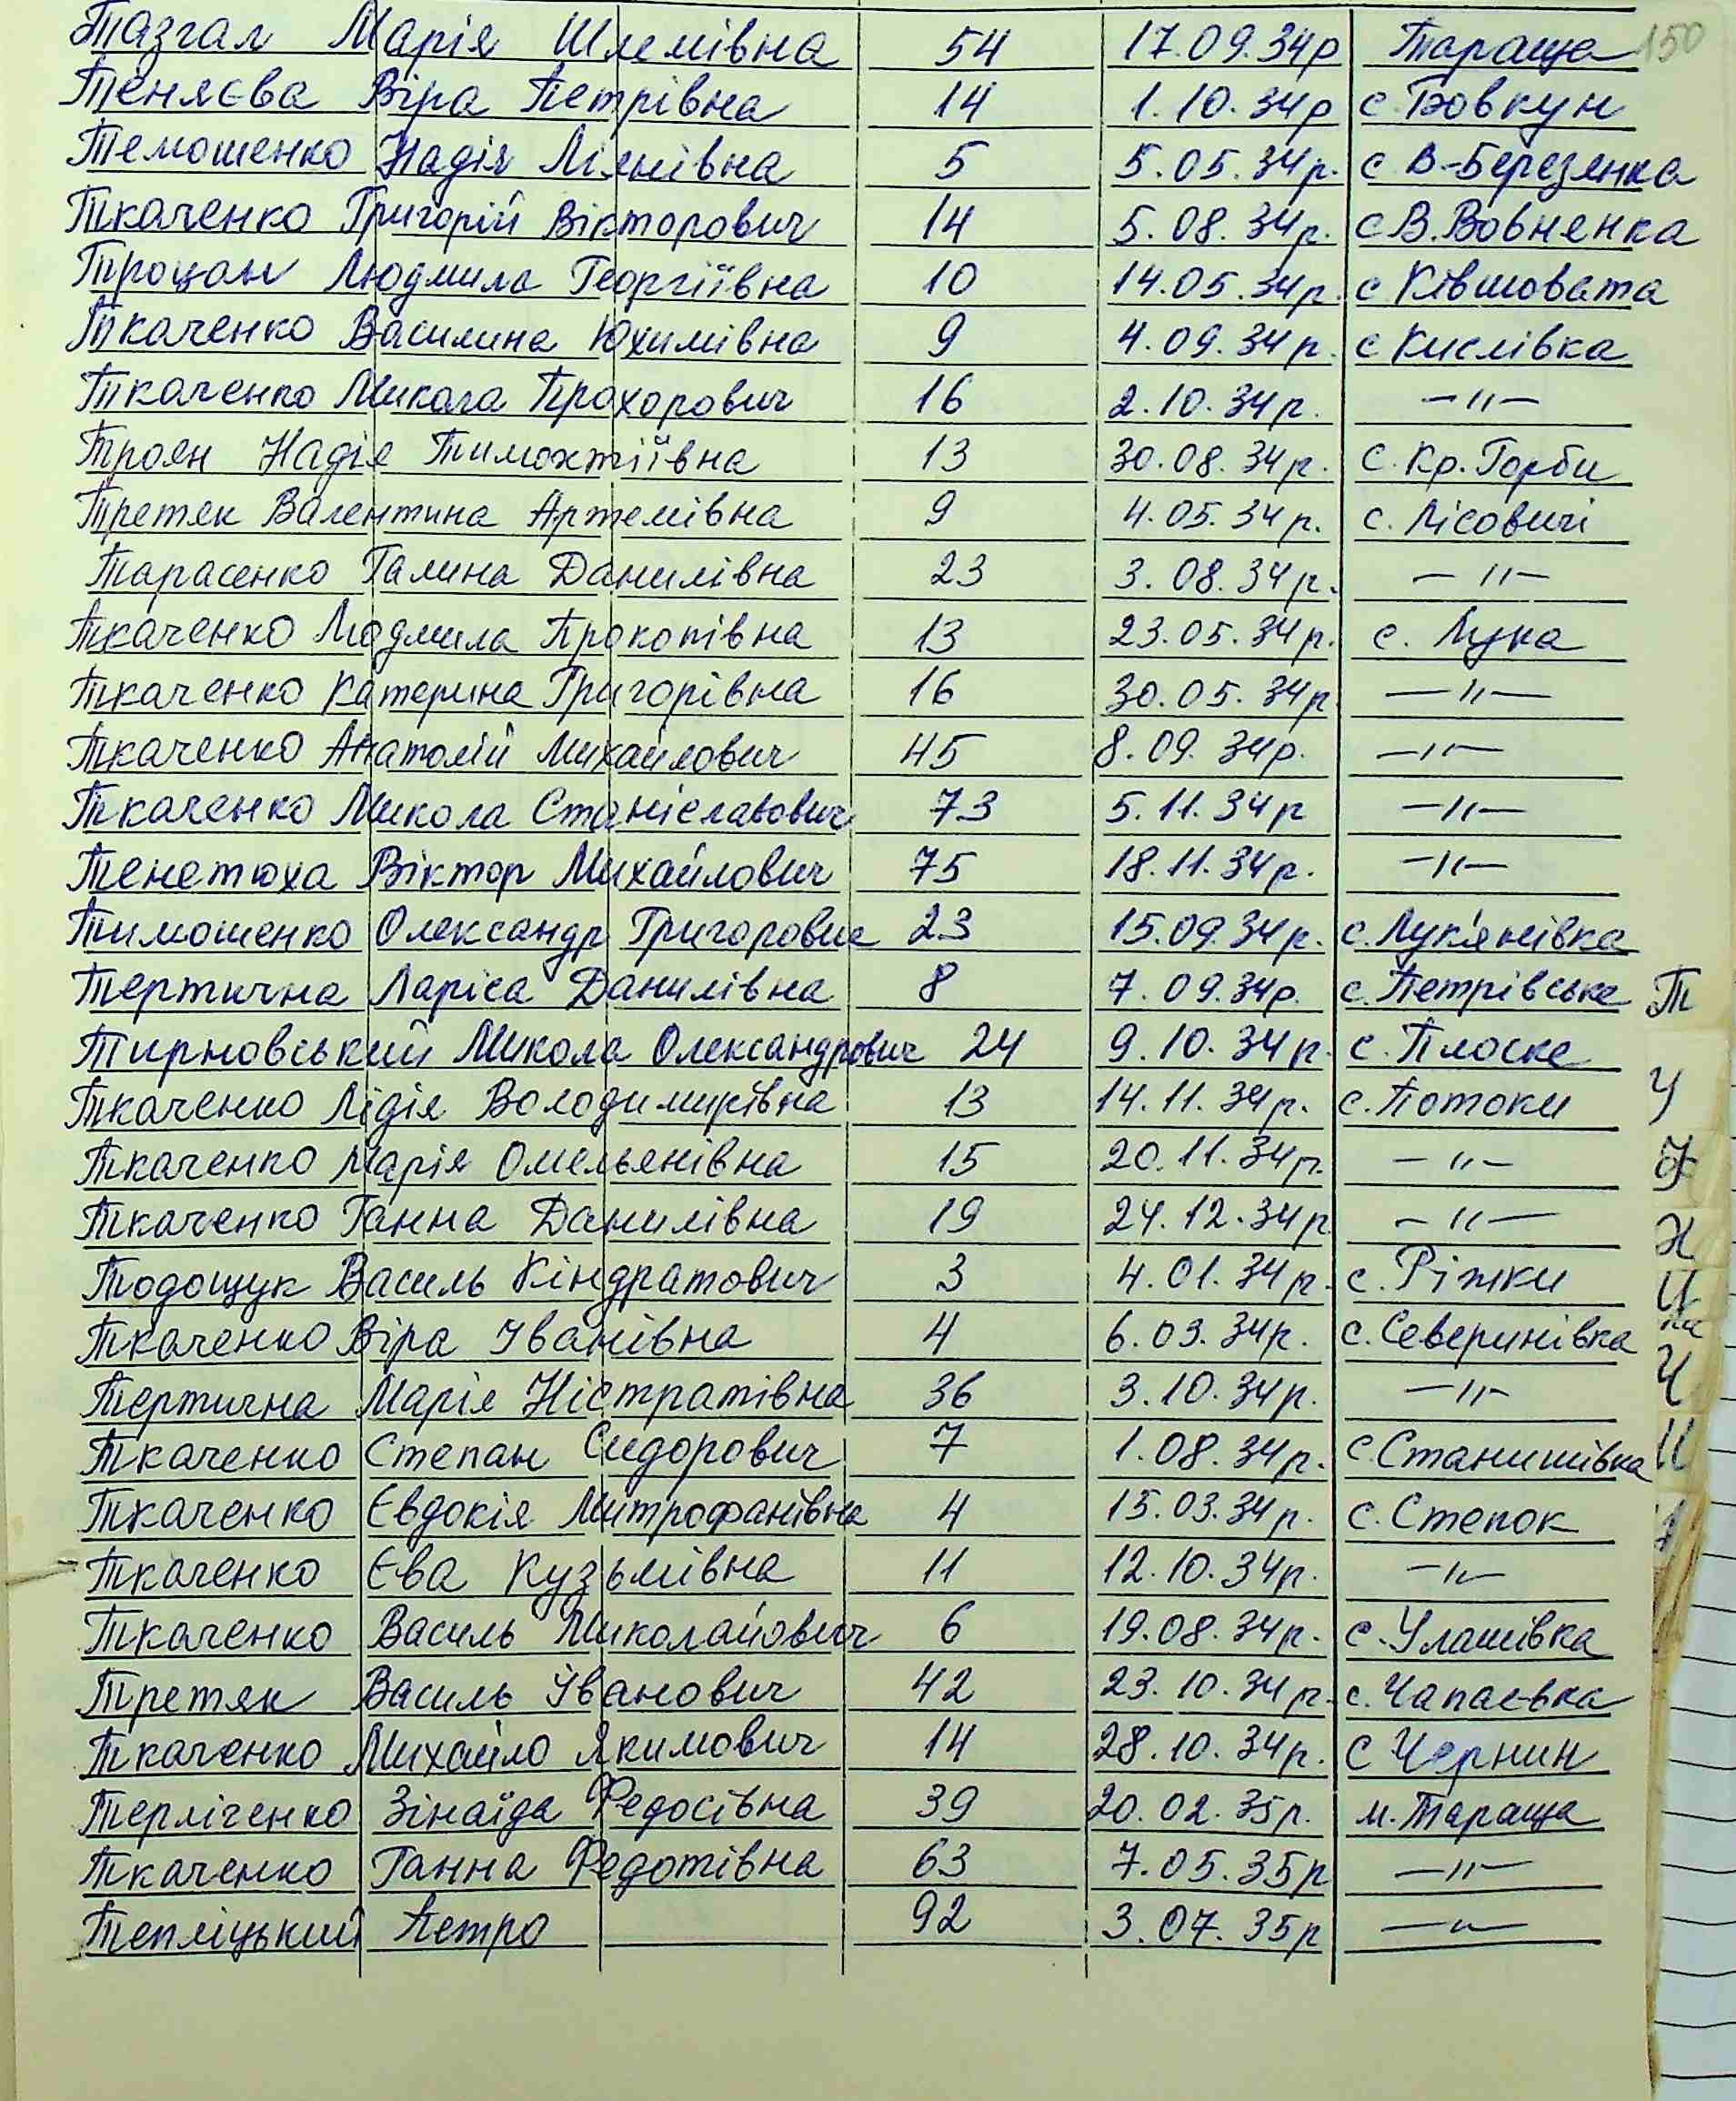 Тазгал Марія Шлемівна 54 17.09.34р Тараща 150
Теняєва Віра Петрівна 14 1.10.34р с. Бовкун
Темошенко Надія Ліянівна 5 5.05.34р. с В-Березянка
Ткаченко Григорій Вікторович 14 5.08.34р. с В.Вовнянка
Троцан Людмила Георгіївна 10 14.05.34р. с Ківшовата
Ткаченко Василина Юхимівна 9 4.09.34р. с Кислівка
Ткаченко Микола Прохорович 16 2.10.34р. -"-
Троян Надія Тимохтіївна 13 30.08.34р. с. Кр. Горби
Третяк Валентина Артемівна 9 4.05.34р. с. Лісовичі
Тарасенко Галина Данилівна 23 3.08.34р. -"-
Ткаченко Людмила Прокопівна 13 23.05.34р. с. Лука
Ткаченко Катерина Григорівна 16 30.05.34р -"-
Ткаченко Анатолій Михайлович 45 8.09.34р. -"-
Ткаченко Микола Станіславович 73 5.11.34р -"-
Тенетюха Віктор Михайлович 75 18.11.34р. -"-
Тимошенко Олександр Григорович 23 15.09.34р. с. Лук'янівка
Тертична Ларіса Данилівна 8 7.09.34р. с. Петрівське Т
Тирновський Микола Олександрович 24 9.10.34р. с. Плоске
Ткаченко Лідія Володимирівна 13 14.11.34р. с. Потоки У
Ткаченко Марія Омельянівна 15 20.11.34р. -"- Ф
Ткаченко Ганна Данилівна 19 24.12.34р. -"- Х
Тодощук Василь Кіндратович 3 4.01.34р. с. Ріжки Ц
Ткаченко Віра Іванівна 4 6.03.34р. с. Северинівка
Тертична Марія Ністратівна 36 3.10.34р. -"- Ч
Ткаченко Степан Сидорович 7 1.08.34р. с. Станишівка
Ткаченко Євдокія Митрофанівна 4 15.03.34р. с. Степок
Ткаченко Єва Кузьмівна 11 12.10.34р. -"-
Ткаченко Василь Миколайович 6 19.08.34р. с. Улашівка
Третяк Василь Іванович 42 23.10.34р. с. Чапаєвка
Ткаченко Михайло Якимович 14 28.10.34р. с Чернин
Терліченко Зінаїда Федосівна 39 20.02.35р. м. Тараща
Ткаченко Ганна Федотівна 63 7.05.35р -"-
Тепліцький Петро 92 3.07.35р -"-